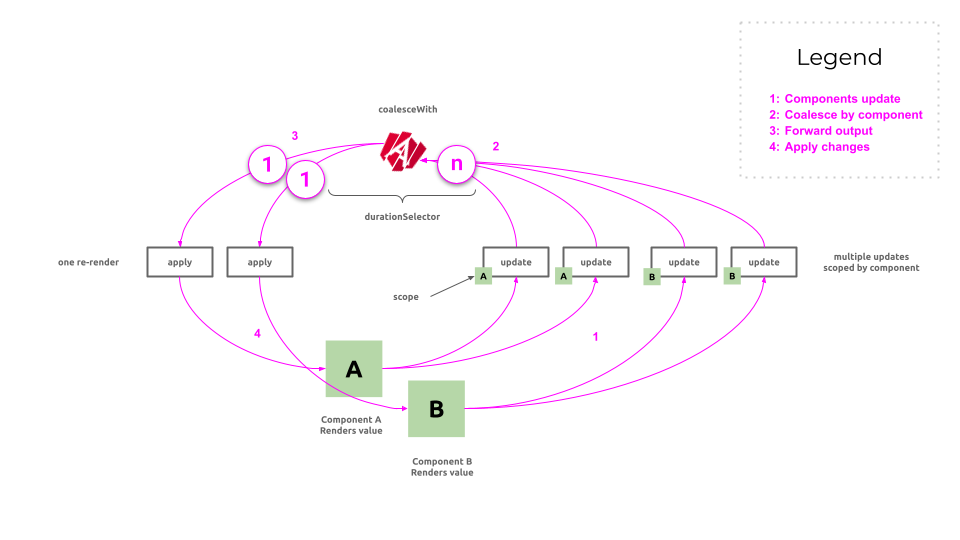 Legend
1: Components update
2: Coalesce by component
3: Forward output
4: Apply changes
coalesceWith
3
2
1
1
n
durationSelector
one re-render
apply
apply
update
update
update
update
multiple updates
scoped by component
A
A
B
B
scope
4
1
A
B
Component A
Renders value
Component B
Renders value